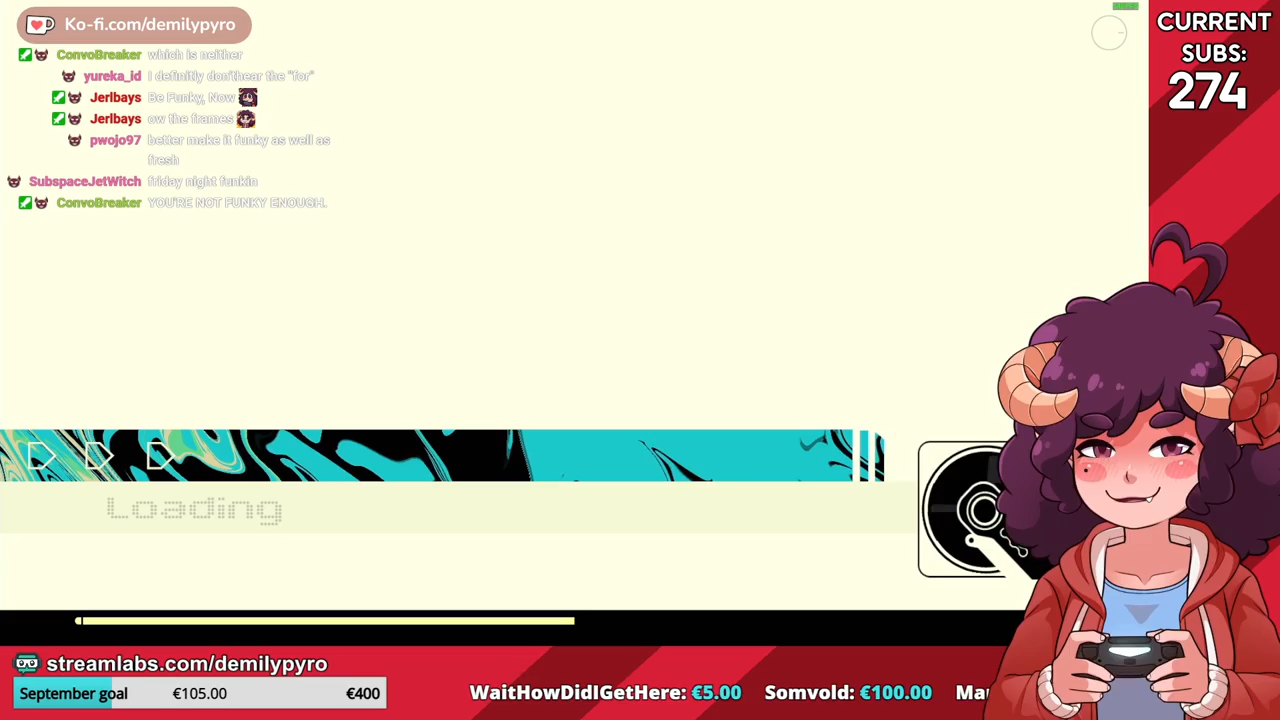 Ko-fi.com/demilypyro
ConvoBreaker which is neither
yureka_id I definitly don'thear the "for"
Jerlbays Be Funky, Now
Jerlbays ow the frames
pwojo97 better make it funky as well as
fresh
SubspaceJetWitch friday night funkin
ConvoBreaker YOU'RE NOT FUNKY ENOUGH.
CURRENT
SUBS:
274
Loading
streamlabs.com/demilypyro
September goal €105.00 €400
WaitHowDidIGetHere: €5.00 Somvold: €100.00